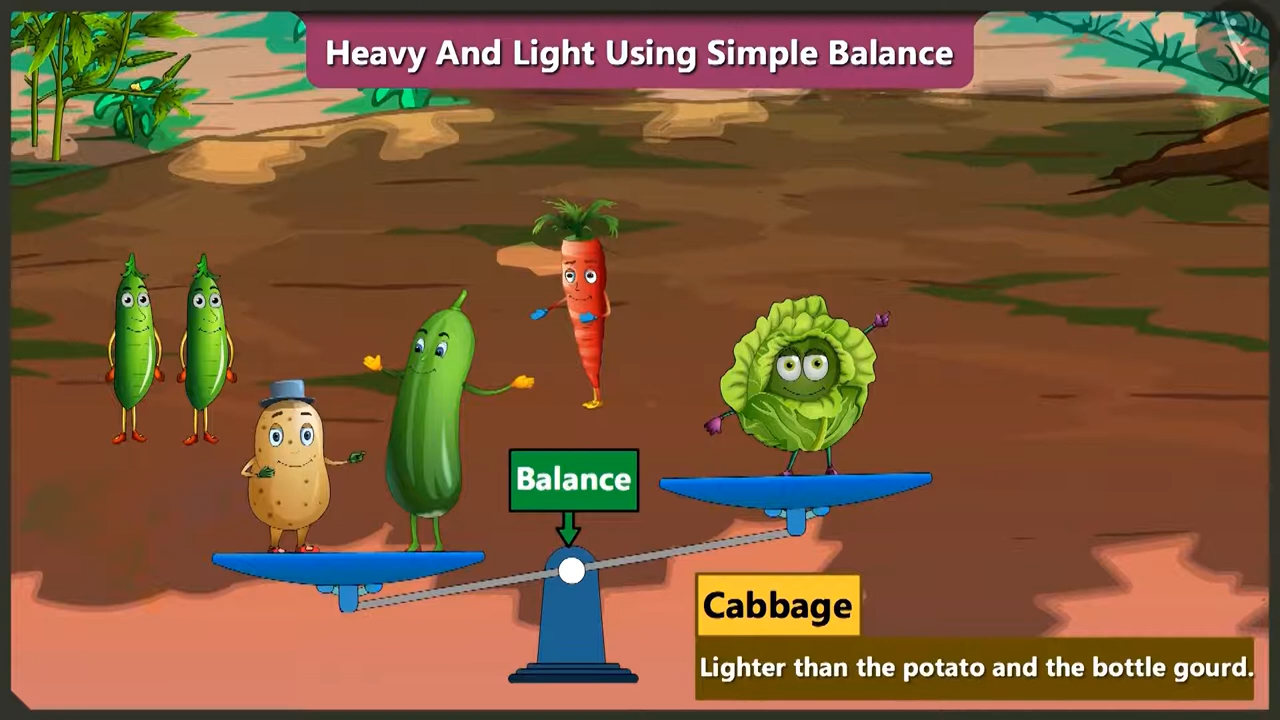 Heavy And Light Using Simple Balance
Balance
Cabbage
Lighter than the potato and the bottle gourd.